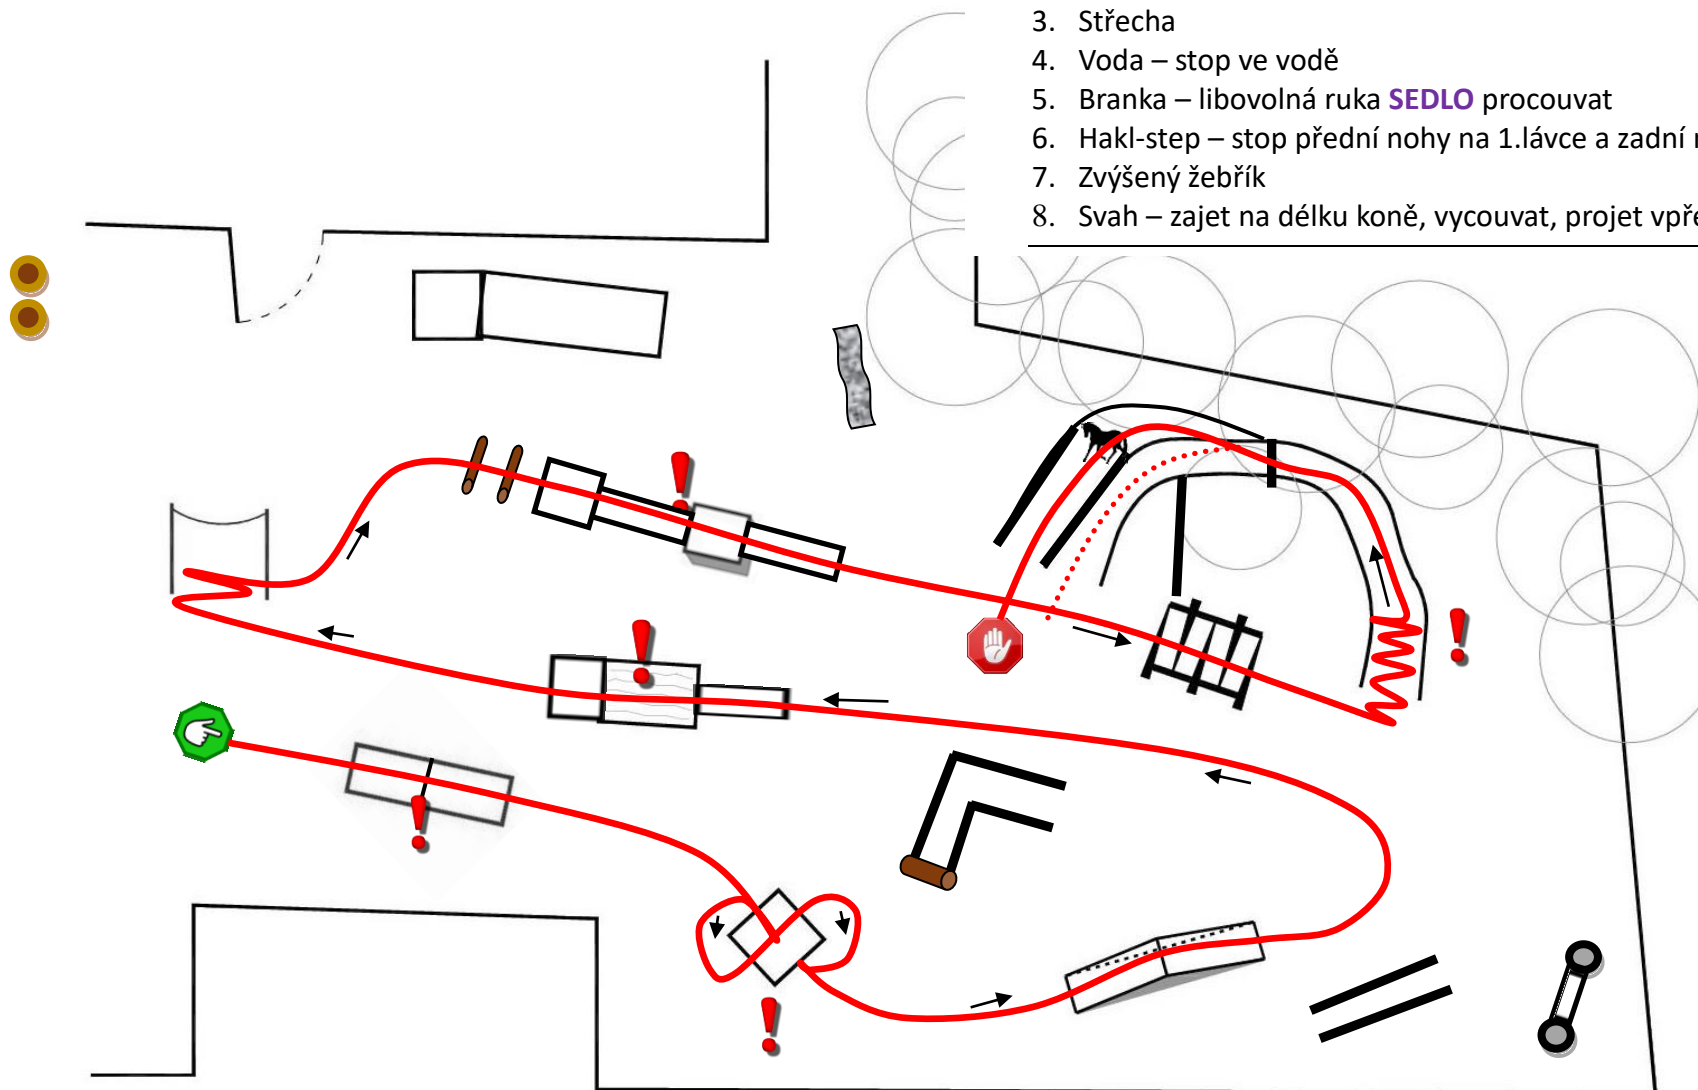 3. Střecha
4. Voda – stop ve vodě
5. Branka – libovolná ruka SEDLO procouvat
6. Hakl-step – stop přední nohy na 1.lávce a zadní
7. Zvýšený žebřík
8. Svah – zajet na délku koně, vycouvat, projet